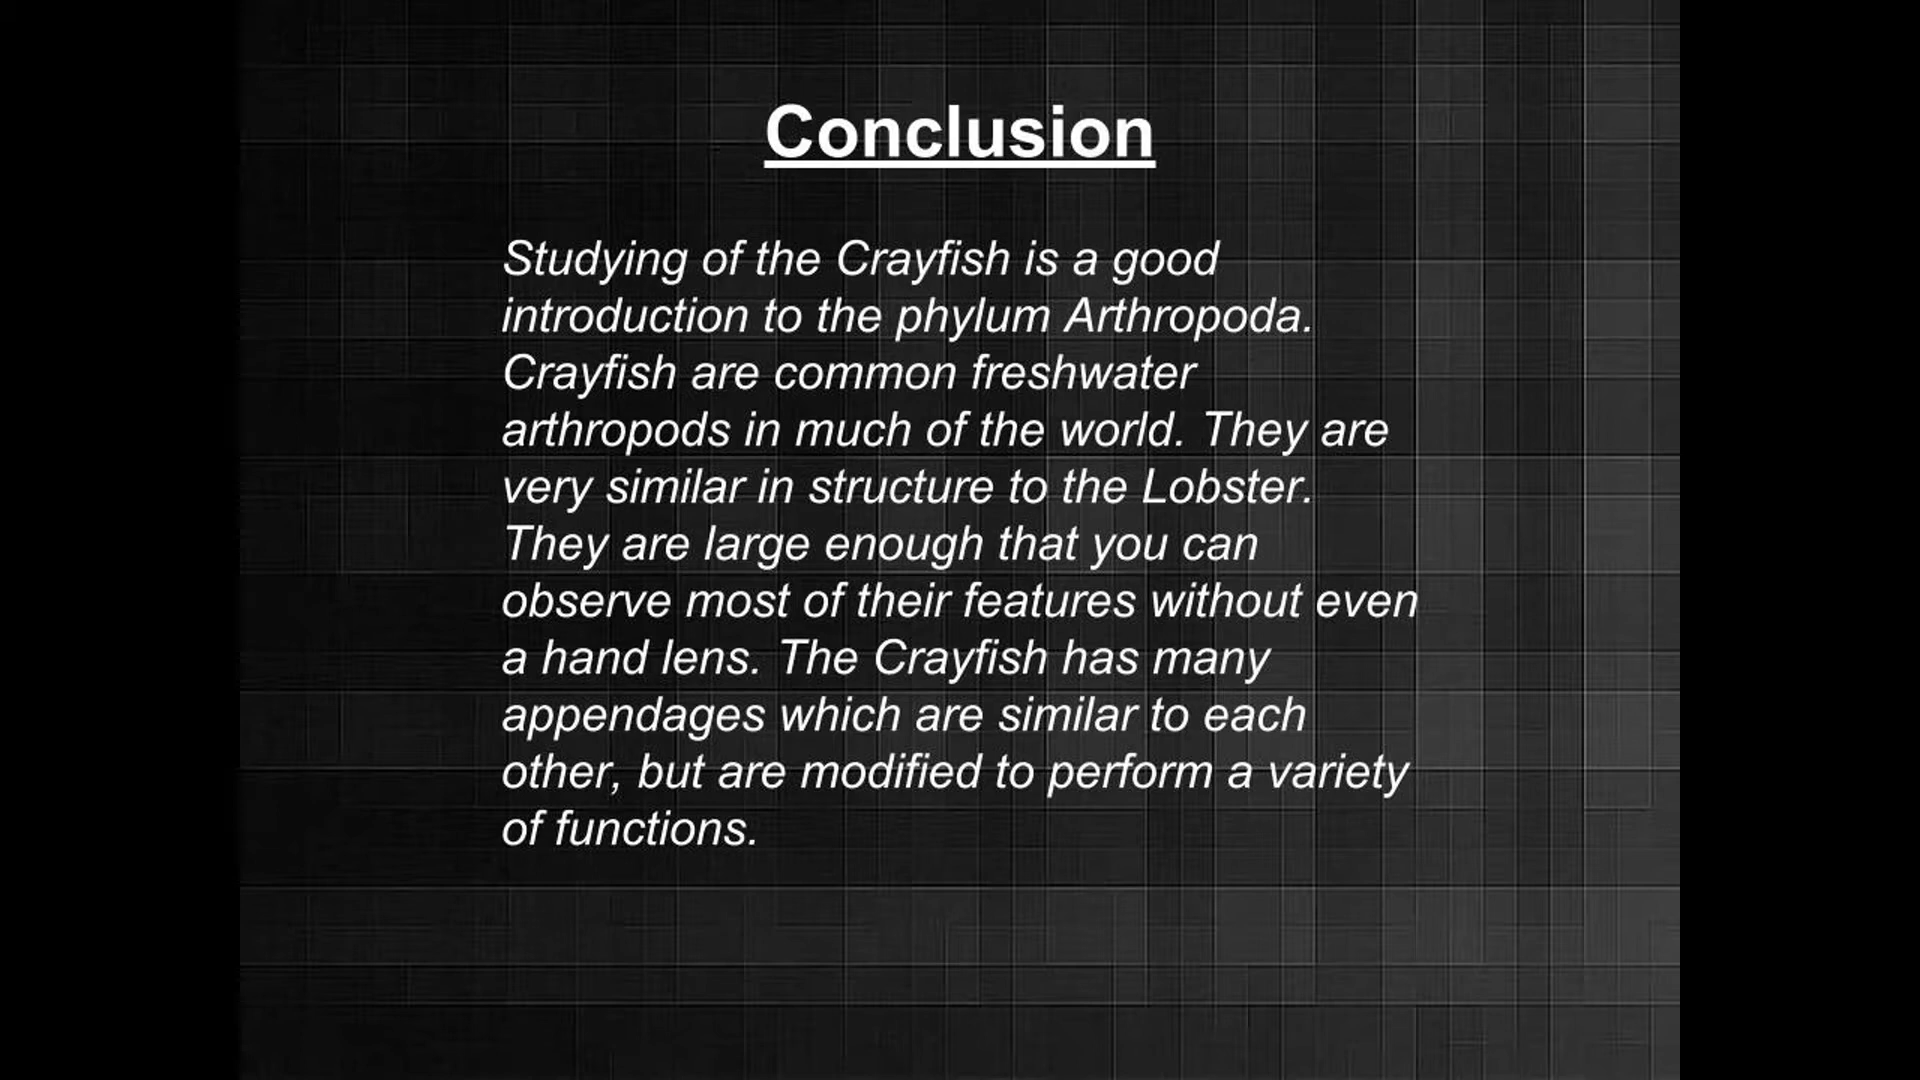 Conclusion
Studying of the Crayfish is a good
introduction to the phylum Arthropoda.
Crayfish are common freshwater
arthropods in much of the world. They are
very similar in structure to the Lobster.
They are large enough that you can
observe most of their features without even
a hand lens. The Crayfish has many
appendages which are similar to each
other, but are modified to perform a variety
of functions.